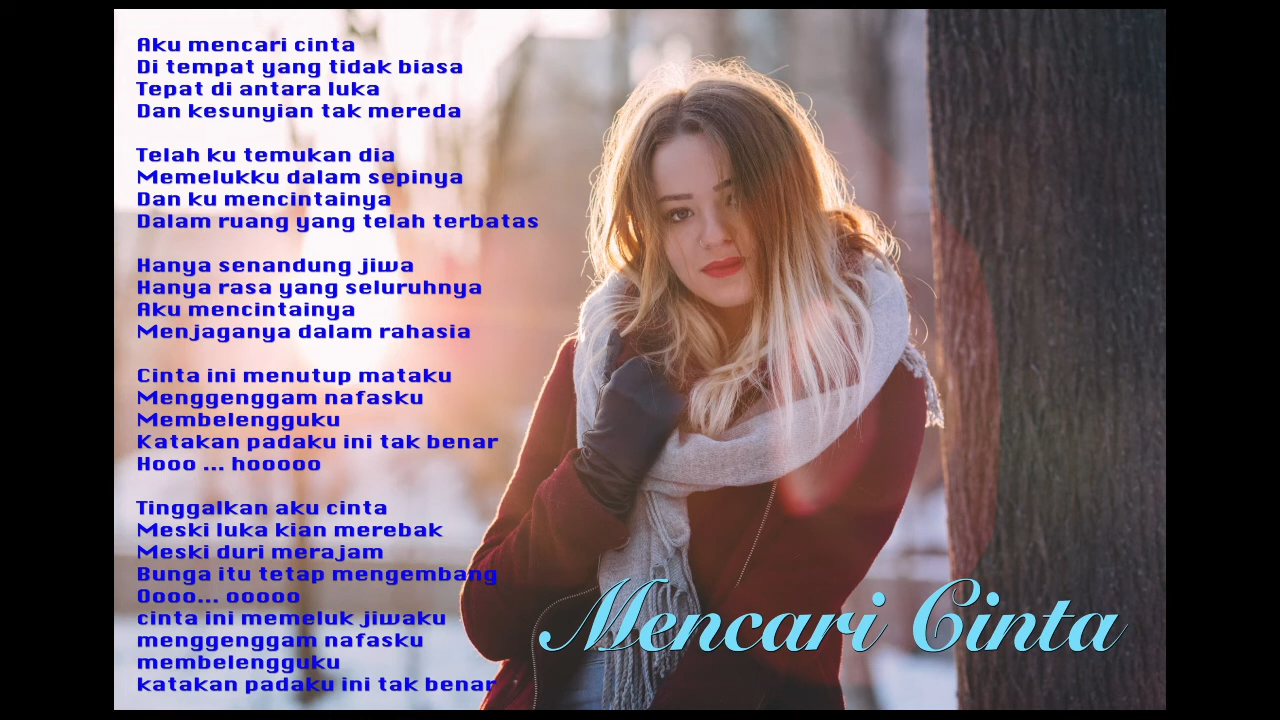 Aku mencari cinta
Di tempat yang tidak biasa
Tepat di antara luka
Dan kesunyian tak mereda
Telah ku temukan dia
Memelukku dalam sepinya
Dan ku mencintainya
Dalam ruang yang telah terbatas
Hanya senandung jiwa
Hanya rasa yang seluruhnya
Aku mencintainya
Menjaganya dalam rahasia
Cinta ini menutup mataku
Menggenggam nafasku
Membelengguku
Katakan padaku ini tak benar
Hooo ... hooooo
Tinggalkan aku cinta
Meski luka kian merebak
Meski duri merajam
Bunga itu tetap mengembang
Oooo... ooooo
cinta ini memeluk jiwaku
menggenggam nafasku
membelengguku
katakan padaku ini tak benar
Mencari Cinta